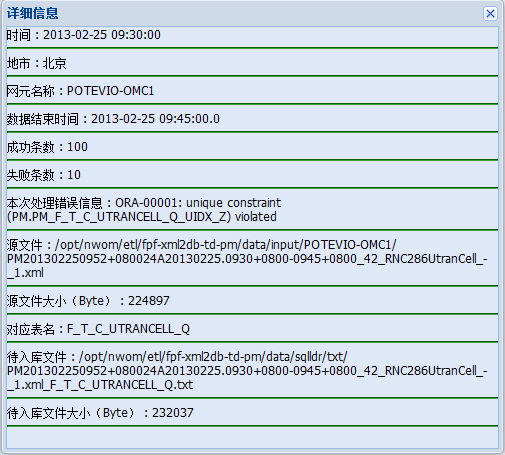 详细信息
时间：2013-02-25 09:30:00
地市：北京
网元名称：POTEVIO-OMC1
数据结束时间：2013-02-25 09:45:00.0
成功条数：100
失败条数：10
本次处理错误信息：ORA-00001: unique constraint
(PM.PM_F_T_C_UTRANCELL_Q_UIDX_Z) violated
源文件：/opt/nwom/etl/fpf-xml2db-td-pm/data/input/POTEVIO-OMC1/
PM201302250952+080024A20130225.0930+0800-0945+0800_42_RNC286UtranCell_-
_1.xml
源文件大小（Byte）：224897
对应表名：F_T_C_UTRANCELL_Q
待入库文件：/opt/nwom/etl/fpf-xml2db-td-pm/data/sqlldr/txt/
PM201302250952+080024A20130225.0930+0800-0945+0800_42_RNC286UtranCell_-
_1.xml_F_T_C_UTRANCELL_Q.txt
待入库文件大小（Byte）：232037